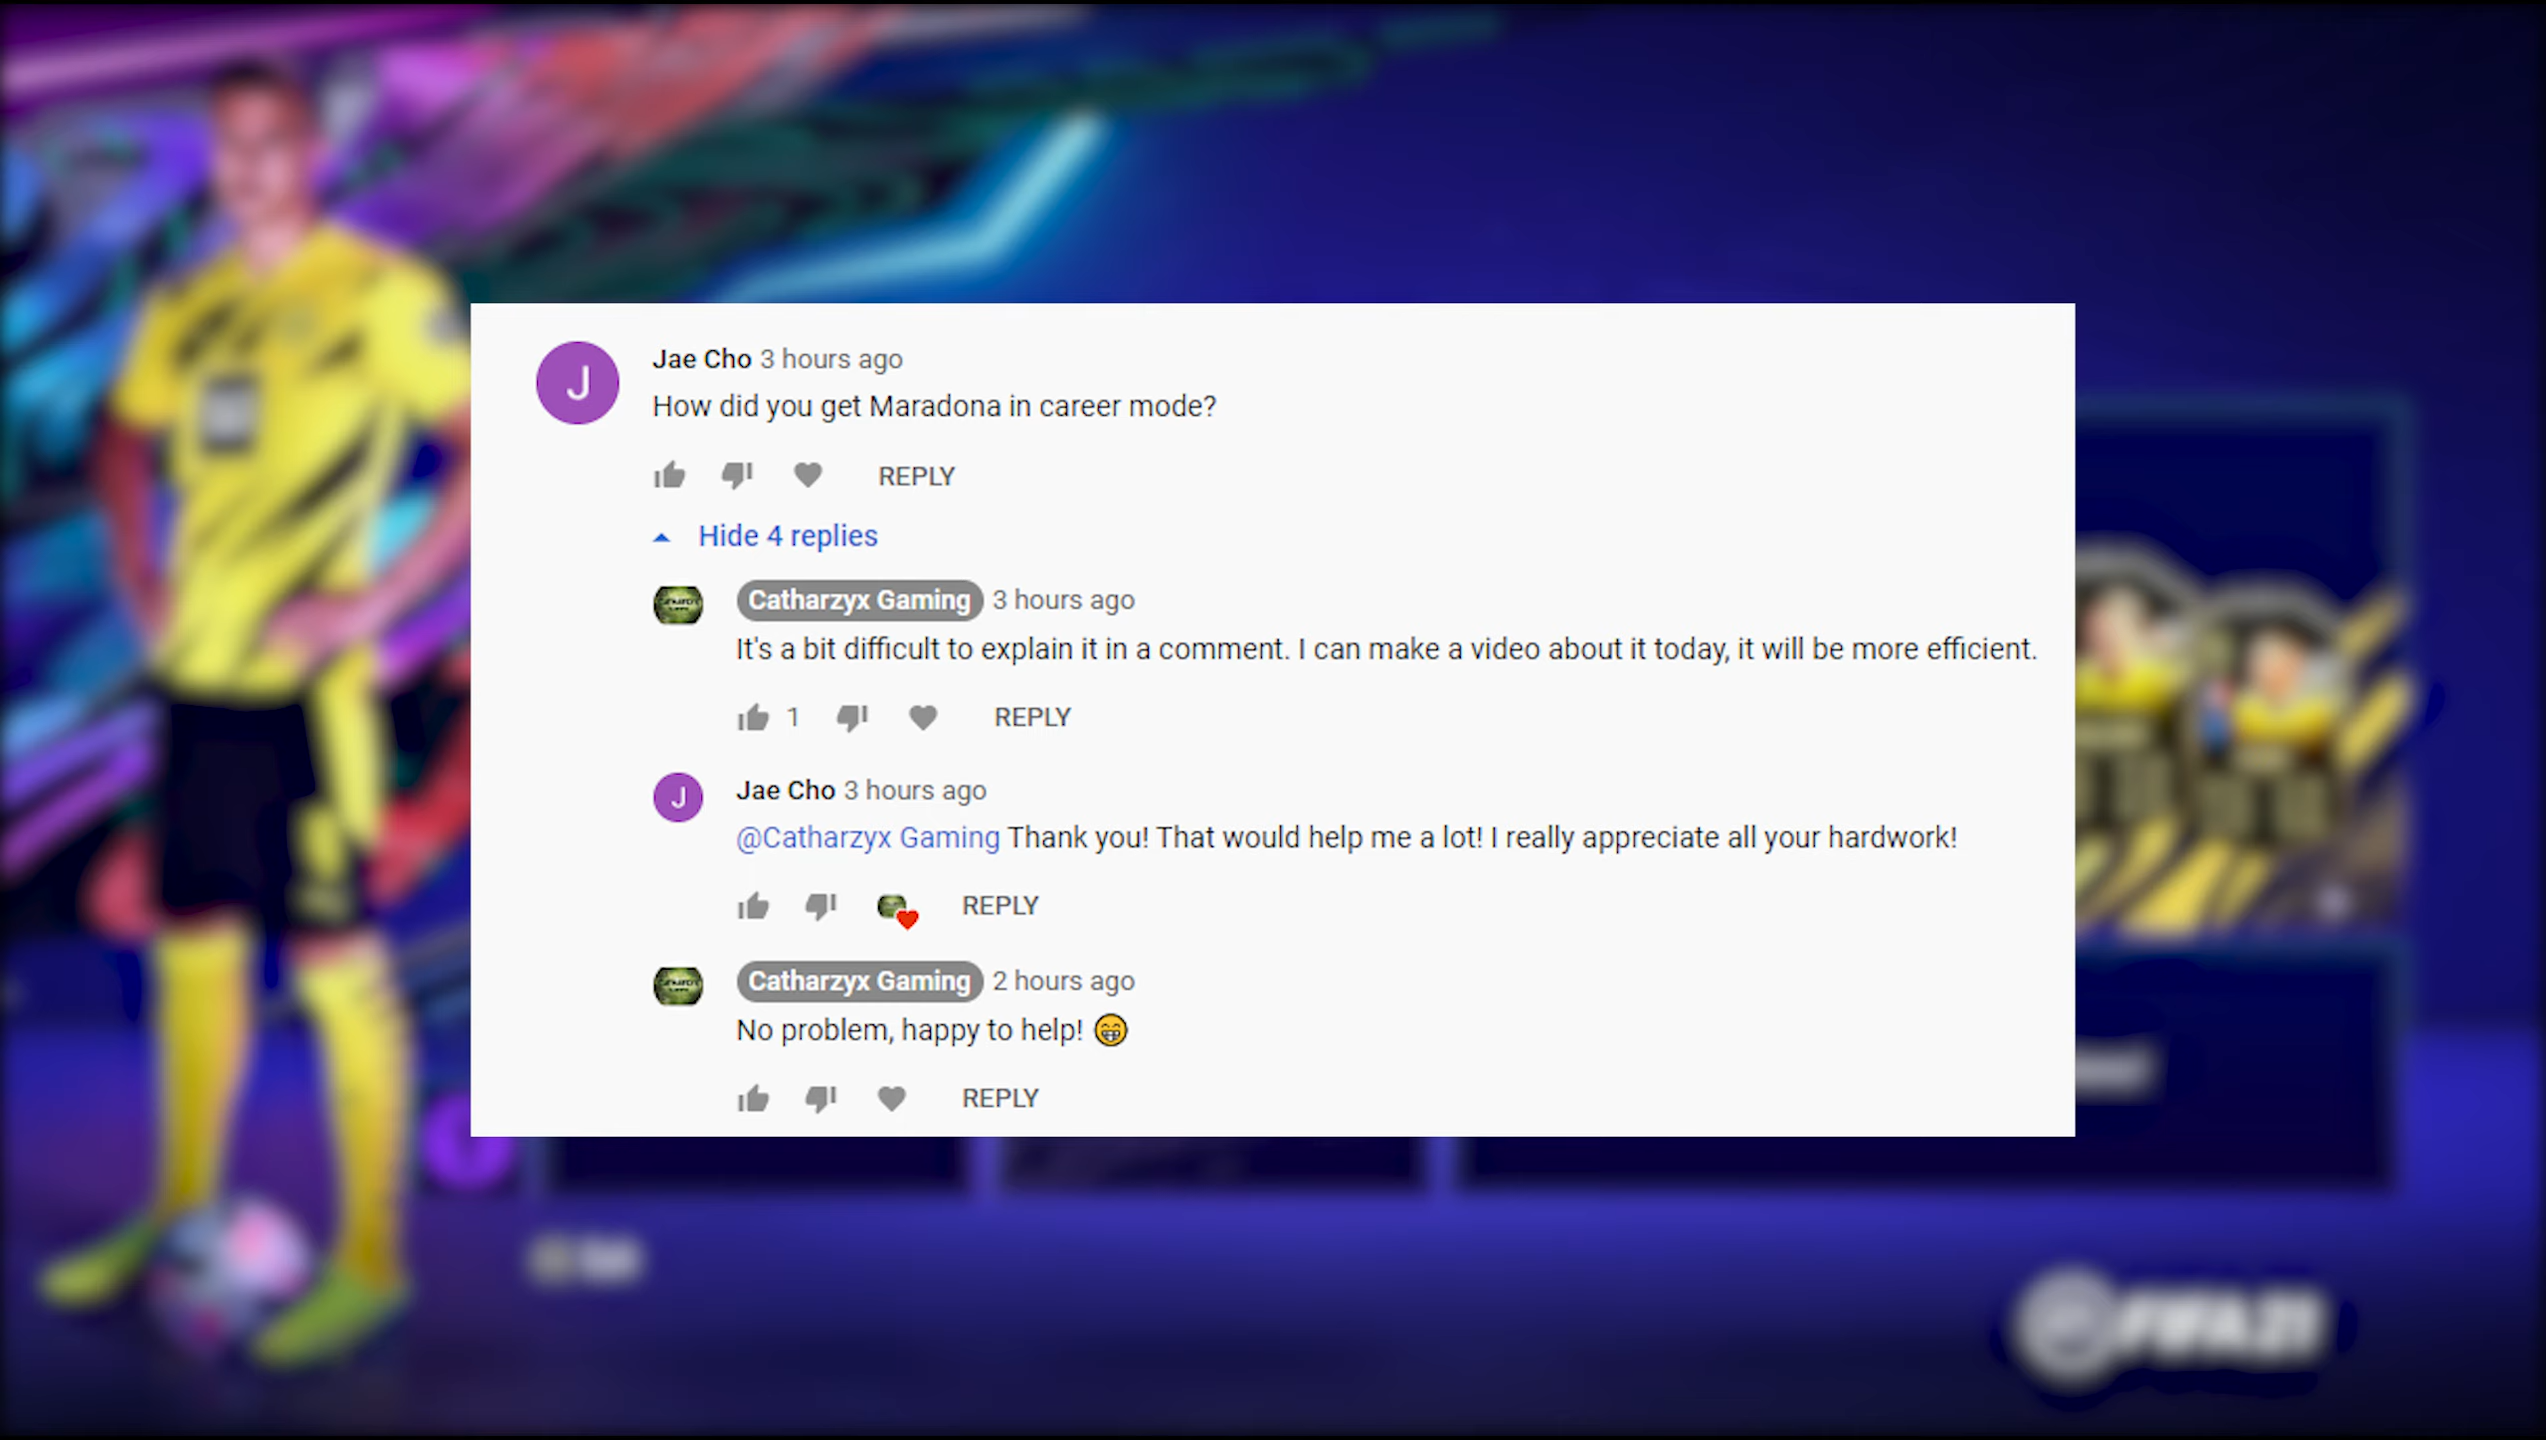 J
Jae Cho 3 hours ago
How did you get Maradona in career mode?
REPLY
Hide 4 replies
Catharzyx Gaming 3 hours ago
It's a bit difficult to explain it in a comment. I can make a video about it today, it will be more efficient.
1 REPLY
J
Jae Cho 3 hours ago
@Catharzyx Gaming Thank you! That would help me a lot! I really appreciate all your hardwork!
REPLY
Catharzyx Gaming 2 hours ago
No problem, happy to help! 😁
REPLY
FIFA 21